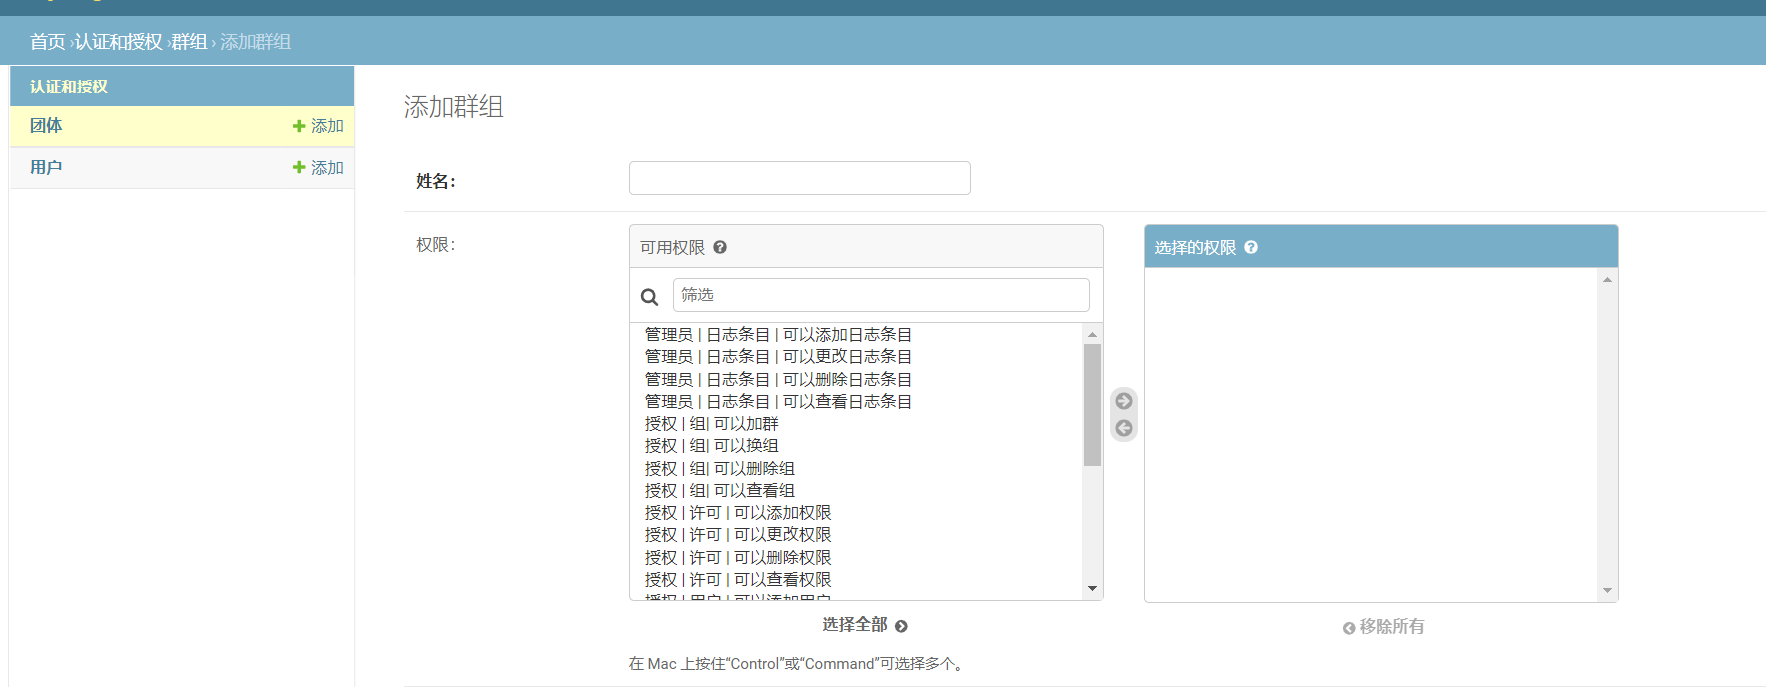 首页 ›认证和授权 ›群组 › 添加群组
认证和授权
团体 添加
用户 添加
添加群组
姓名：
权限：
可用权限
筛选
管理员 | 日志条目 | 可以添加日志条目
管理员 | 日志条目 | 可以更改日志条目
管理员 | 日志条目 | 可以删除日志条目
管理员 | 日志条目 | 可以查看日志条目
授权 | 组| 可以加群
授权 | 组| 可以换组
授权 | 组| 可以删除组
授权 | 组| 可以查看组
授权 | 许可 | 可以添加权限
授权 | 许可 | 可以更改权限
授权 | 许可 | 可以删除权限
授权 | 许可 | 可以查看权限
授权 | 用户 | 可以添加用户
选择全部
在 Mac 上按住“Control”或“Command”可选择多个。
选择的权限
移除所有